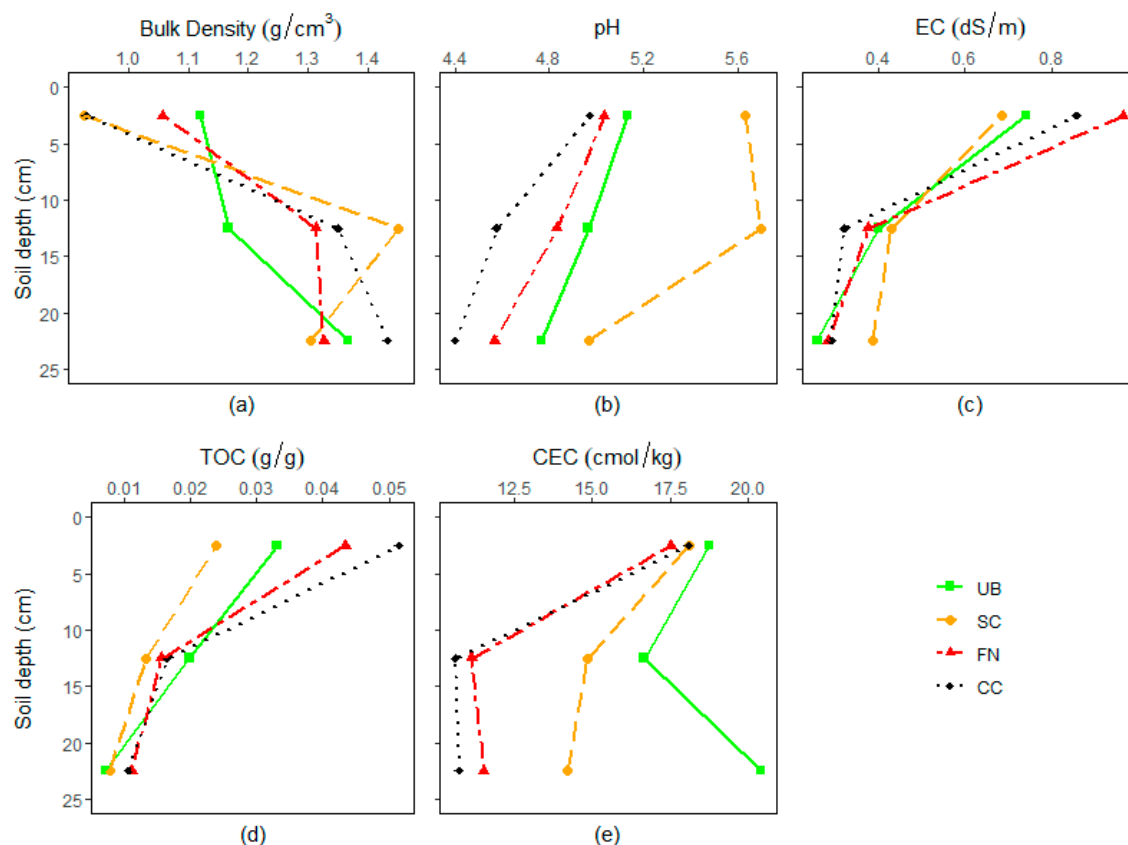 Bulk Density (g/cm³)
1.0 1.1 1.2 1.3 1.4
pH
4.4 4.8 5.2 5.6
EC (dS/m)
0.4 0.6 0.8
Soil depth (cm)
0
5
10
15
20
25
(a)
(b)
(c)
TOC (g/g)
0.01 0.02 0.03 0.04 0.05
CEC (cmol/kg)
12.5 15.0 17.5 20.0
Soil depth (cm)
0
5
10
15
20
25
(d)
(e)
UB
SC
FN
CC